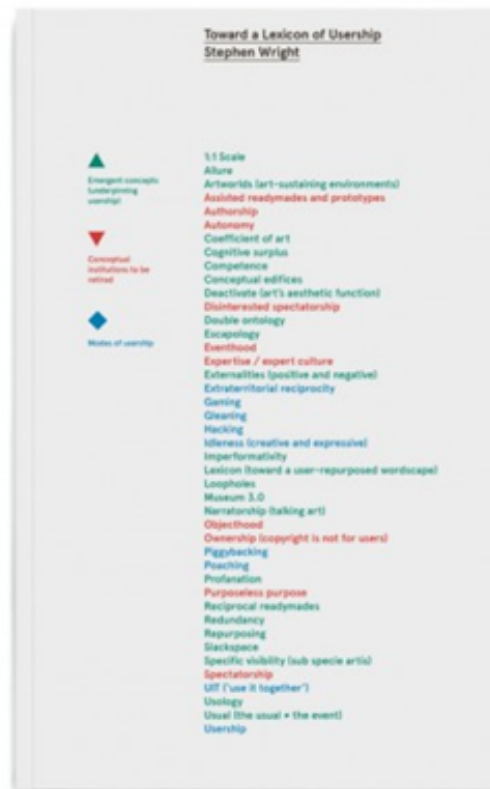 Toward a Lexicon of Usership
Stephen Wright
Emergent concepts
(underpinning
usership)
Conceptual
institutions to be
retired
Modes of usership
1:1 Scale
Allure
Artworlds (art-sustaining environments)
Assisted readymades and prototypes
Authorship
Autonomy
Coefficient of art
Cognitive surplus
Competence
Conceptual edifices
Deactivate (art's aesthetic function)
Disinterested spectatorship
Double ontology
Escapology
Eventhood
Expertise / expert culture
Externalities (positive and negative)
Extraterritorial reciprocity
Gaming
Gleaning
Hacking
Idleness (creative and expressive)
Imperformativity
Lexicon (toward a user-repurposed wordscape)
Loopholes
Museum 3.0
Narratorship (talking art)
Objecthood
Ownership (copyright is not for users)
Piggybacking
Poaching
Profanation
Purposeless purpose
Reciprocal readymades
Redundancy
Repurposing
Slackspace
Specific visibility (sub specie artis)
Spectatorship
UIT ('use it together')
Usology
Usual (the usual ≠ the event)
Usership